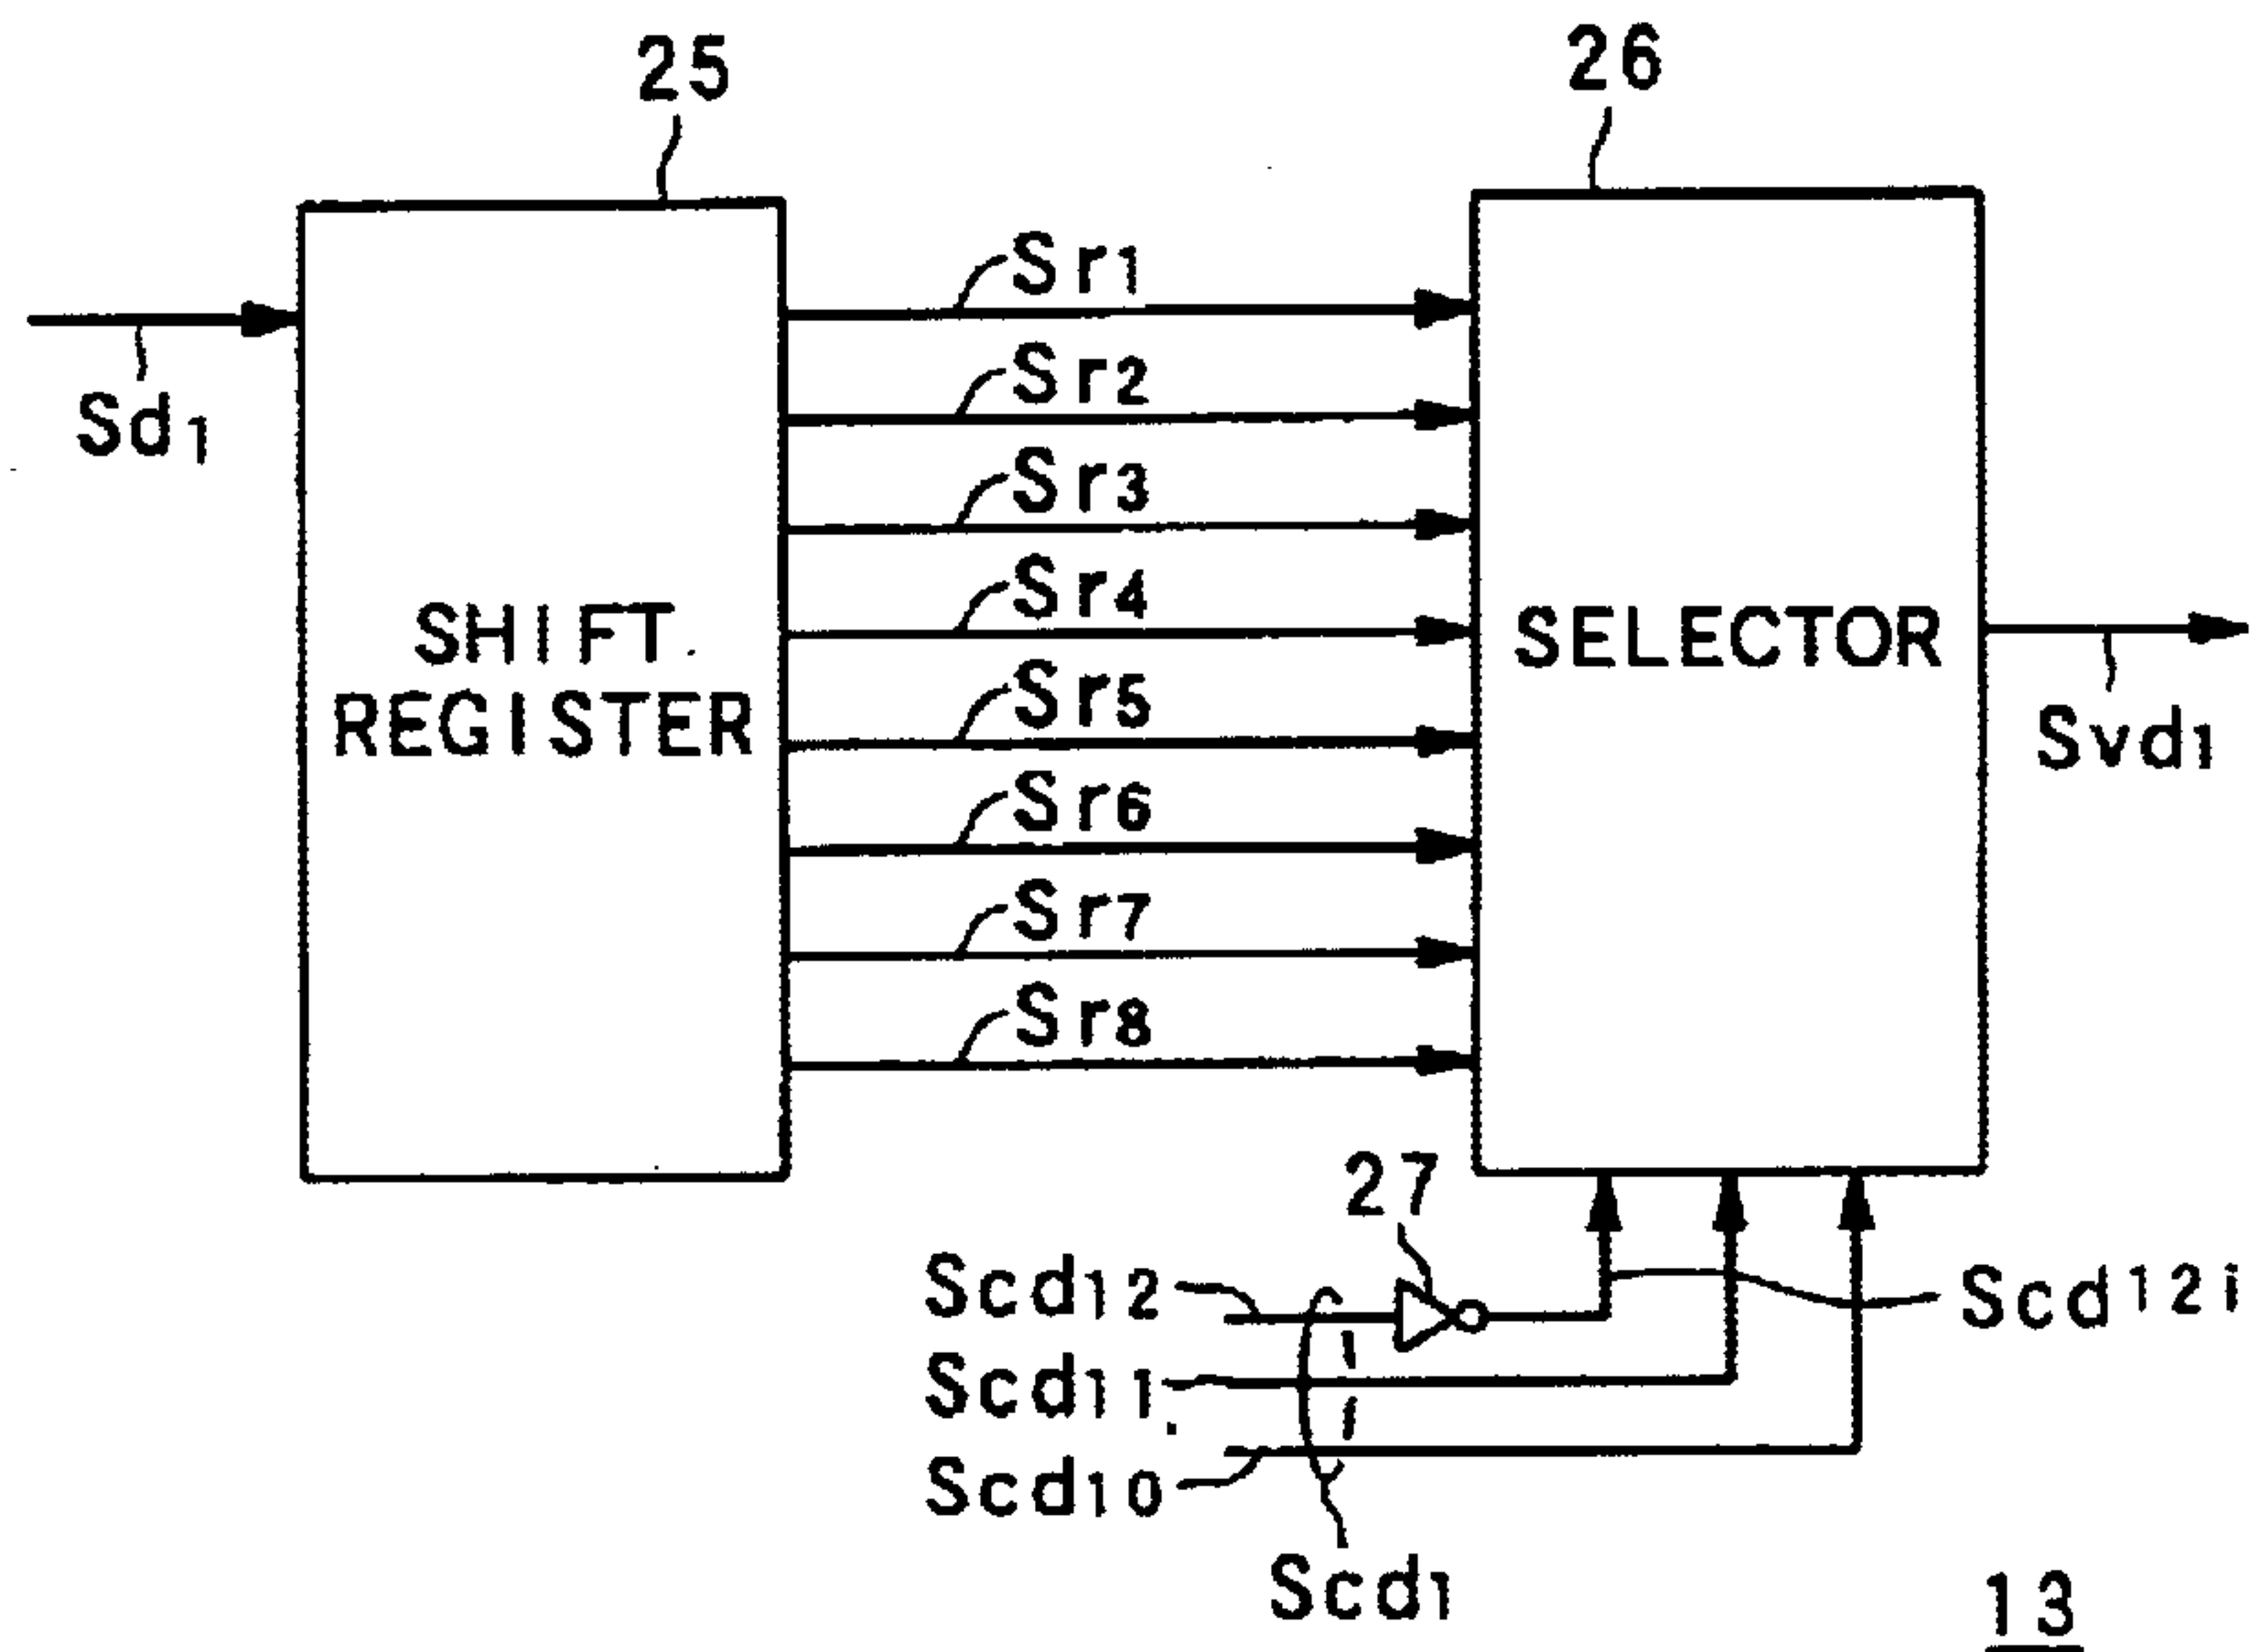 25
26
Sr1
Sr2
Sd1
Sr3
Sr4
SHIFT
REGISTER
SELECTOR
Sr5
Svd1
Sr6
Sr7
Sr8
27
Scd12
Scd12i
Scd11
Scd10
Scd1
13